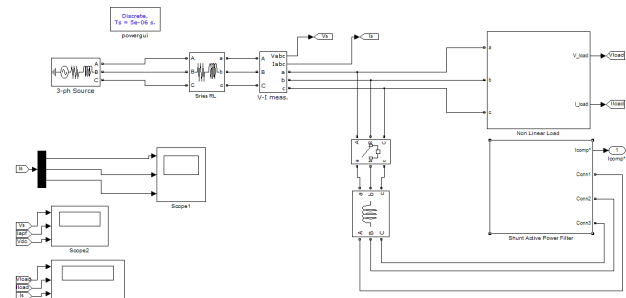 Discrete,
Ts = 5e-06 s.
powergui
Vs
Is
A
B
C
3-ph Source
A a
B b
C c
Sries RL
A Vabc
Iabc
B a
b
C c
V-I meas.
a
b
c
V_load
I_load
Vload
Iload
Non Linear Load
A B C
a b c
a b c
A B C
Icomp*
Conn1
Conn2
Conn3
1
Icomp*
Shunt Active Power Filter
Is
Scope1
Vs
Iapf
Vdc
Scope2
Vload
Iload
Is